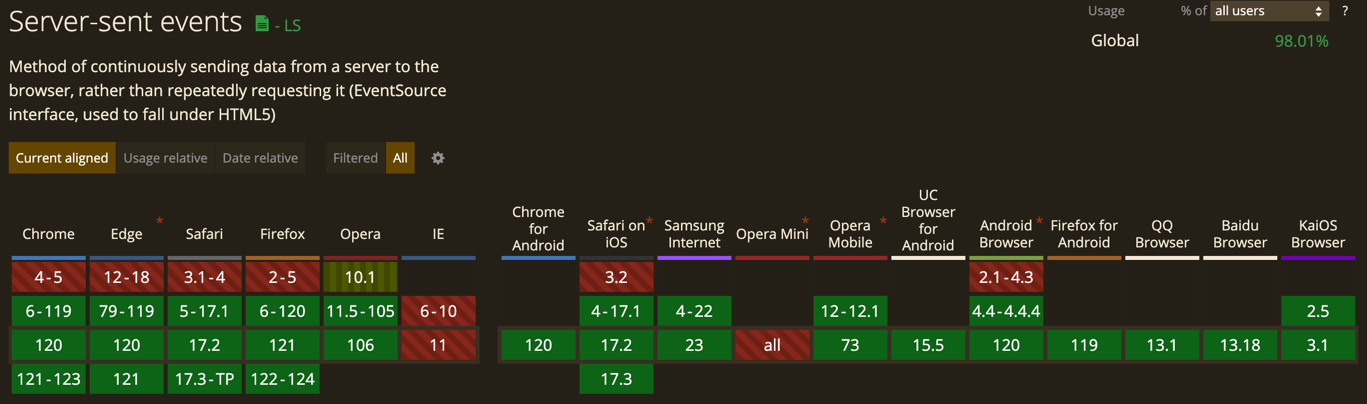 Server-sent events - LS
Usage % of all users ?
Global 98.01%
Method of continuously sending data from a server to the
browser, rather than repeatedly requesting it (EventSource
interface, used to fall under HTML5)
Current aligned Usage relative Date relative Filtered All
Chrome Edge * Safari Firefox Opera IE Chrome for Android Safari on iOS * Samsung Internet Opera Mini * Opera Mobile * UC Browser for Android Android Browser * Firefox for Android QQ Browser Baidu Browser KaiOS Browser
4-5 12-18 3.1-4 2-5 10.1 3.2 2.1-4.3
6-119 79-119 5-17.1 6-120 11.5-105 6-10 4-17.1 4-22 12-12.1 4.4-4.4.4 2.5
120 120 17.2 121 106 11 120 17.2 23 all 73 15.5 120 119 13.1 13.18 3.1
121-123 121 17.3-TP 122-124 17.3